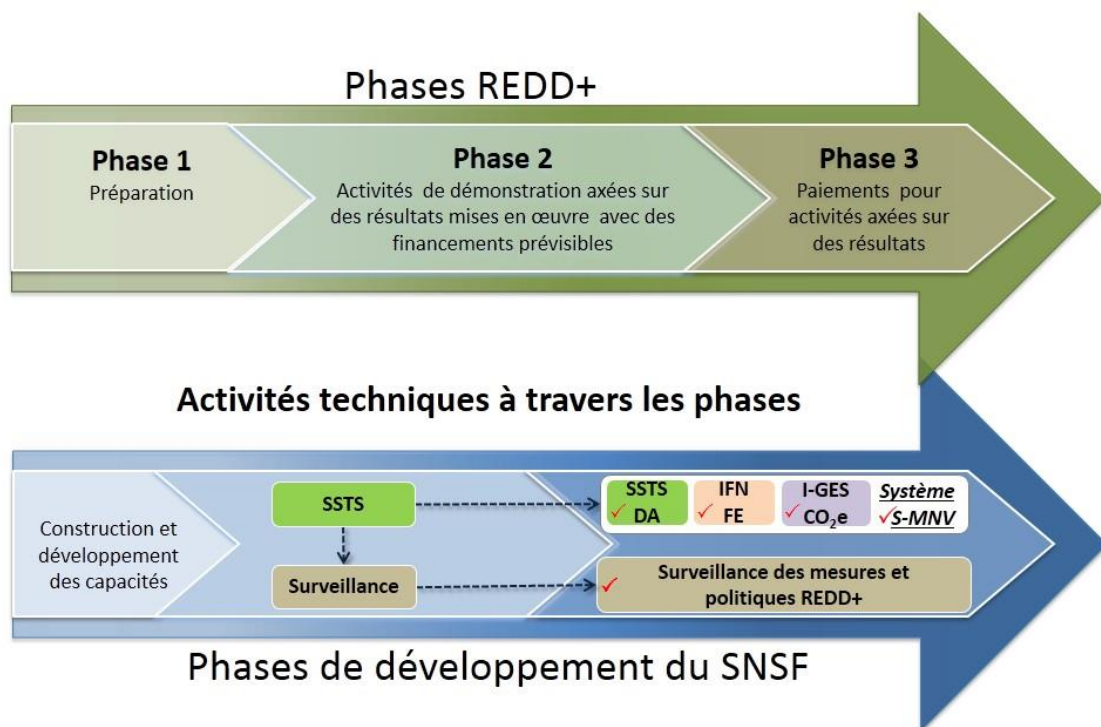 Phases REDD+
Phase 1
Préparation
Phase 2
Activités de démonstration axées sur
des résultats mises en œuvre avec des
financements prévisibles
Phase 3
Paiements pour
activités axées sur
des résultats
Activités techniques à travers les phases
Construction et
développement
des capacités
SSTS
Surveillance
SSTS
✓ DA
IFN
✓ FE
I-GES
✓ CO₂e
Système
✓S-MNV
✓ Surveillance des mesures et
politiques REDD+
Phases de développement du SNSF